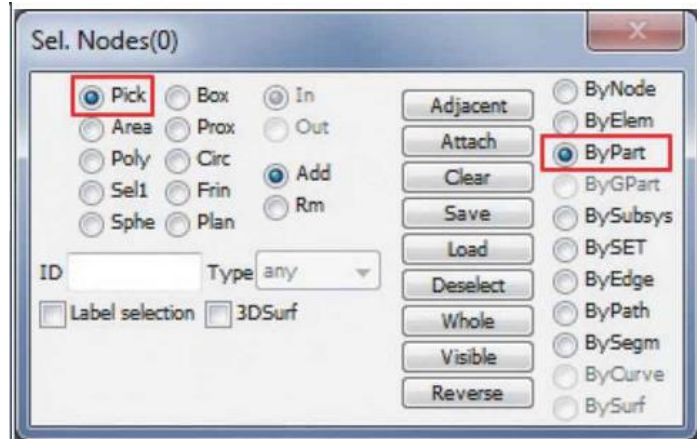 Sel. Nodes(0)
Pick Box In
Area Prox Out
Poly Circ
Sel1 Frin Add
Sphe Plan Rm
ID Type any
Label selection 3DSurf
Adjacent
Attach
Clear
Save
Load
Deselect
Whole
Visible
Reverse
ByNode
ByElem
ByPart
ByGPart
BySubsys
BySET
ByEdge
ByPath
BySegm
ByCurve
BySurf